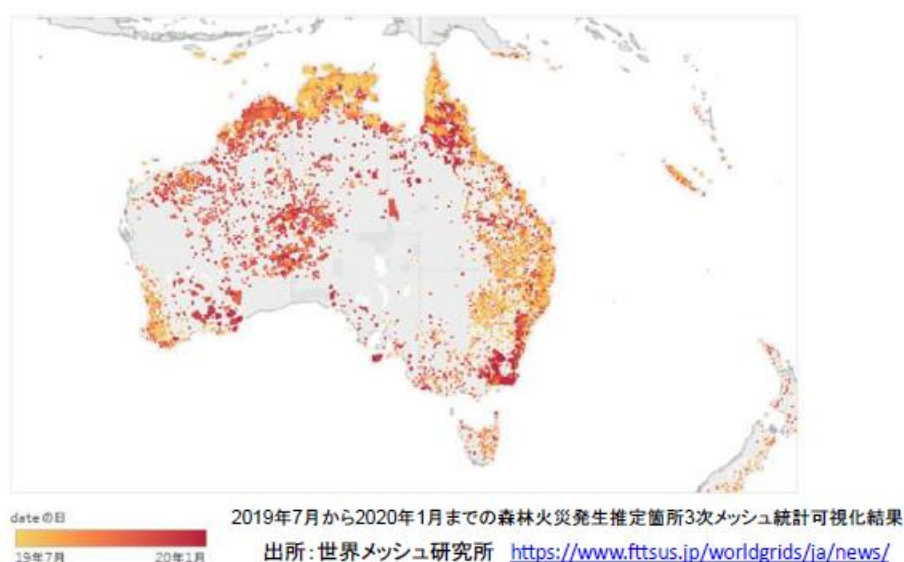 dateの日
19年7月 20年1月
2019年7月から2020年1月までの森林火災発生推定箇所3次メッシュ統計可視化結果
出所：世界メッシュ研究所 https://www.fttsus.jp/worldgrids/ja/news/